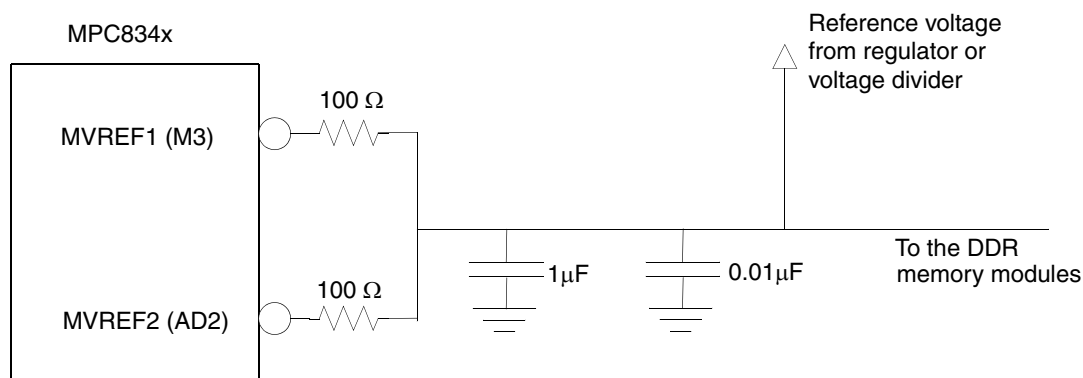 MPC834x
Reference voltage
from regulator or
voltage divider
100 Ω
MVREF1 (M3)
To the DDR
memory modules
1μF
0.01μF
100 Ω
MVREF2 (AD2)